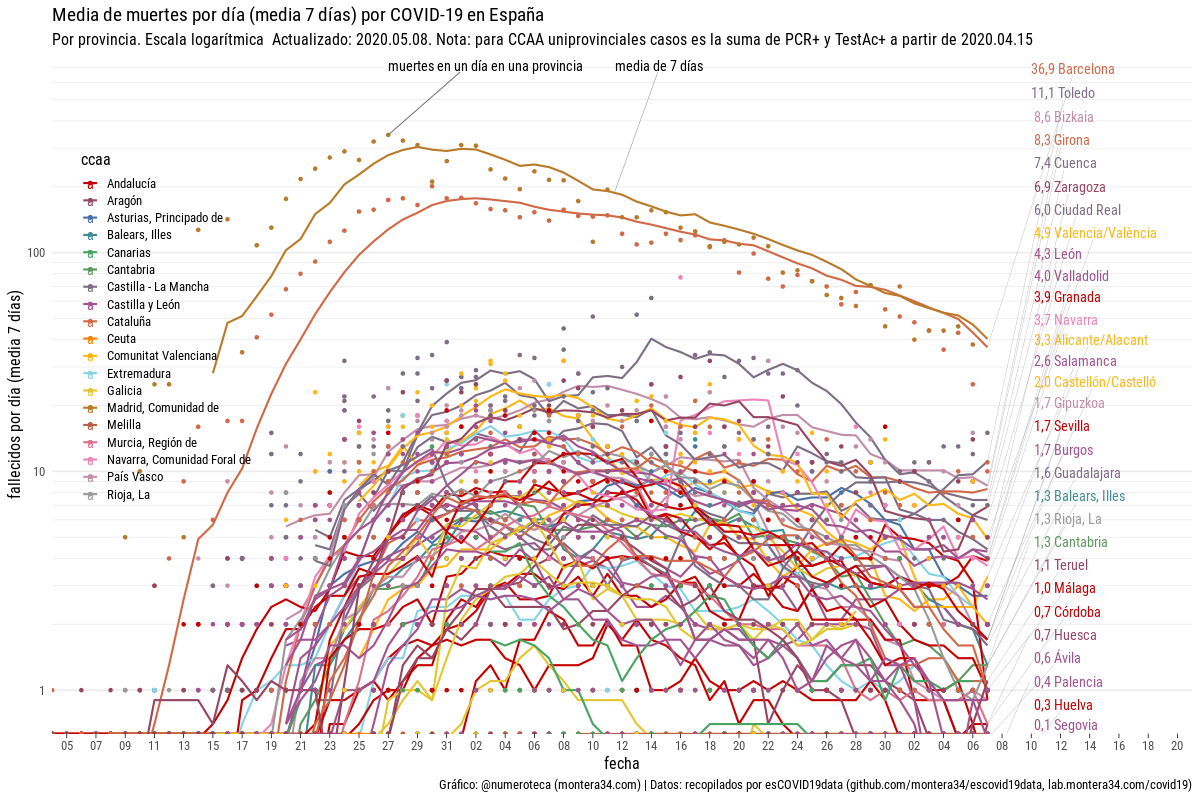 Media de muertes por día (media 7 días) por COVID-19 en España
Por provincia. Escala logarítmica  Actualizado: 2020.05.08. Nota: para CCAA uniprovinciales casos es la suma de PCR+ y TestAc+ a partir de 2020.04.15
muertes en un día en una provincia
media de 7 días
ccaa
Andalucía
Aragón
Asturias, Principado de
Balears, Illes
Canarias
Cantabria
Castilla - La Mancha
Castilla y León
Cataluña
Ceuta
Comunitat Valenciana
Extremadura
Galicia
Madrid, Comunidad de
Melilla
Murcia, Región de
Navarra, Comunidad Foral de
País Vasco
Rioja, La
36,9 Barcelona
11,1 Toledo
8,6 Bizkaia
8,3 Girona
7,4 Cuenca
6,9 Zaragoza
6,0 Ciudad Real
4,9 Valencia/València
4,3 León
4,0 Valladolid
3,9 Granada
3,7 Navarra
3,3 Alicante/Alacant
2,6 Salamanca
2,0 Castellón/Castelló
1,7 Gipuzkoa
1,7 Sevilla
1,7 Burgos
1,6 Guadalajara
1,3 Balears, Illes
1,3 Rioja, La
1,3 Cantabria
1,1 Teruel
1,0 Málaga
0,7 Córdoba
0,7 Huesca
0,6 Ávila
0,4 Palencia
0,3 Huelva
0,1 Segovia
fallecidos por día (media  7 días)
100
10
1
05 07 09 11 13 15 17 19 21 23 25 27 29 31 02 04 06 08 10 12 14 16 18 20 22 24 26 28 30 02 04 06 08 10 12 14 16 18 20
fecha
Gráfico: @numeroteca (montera34.com) | Datos: recopilados por esCOVID19data (github.com/montera34/escovid19data, lab.montera34.com/covid19)